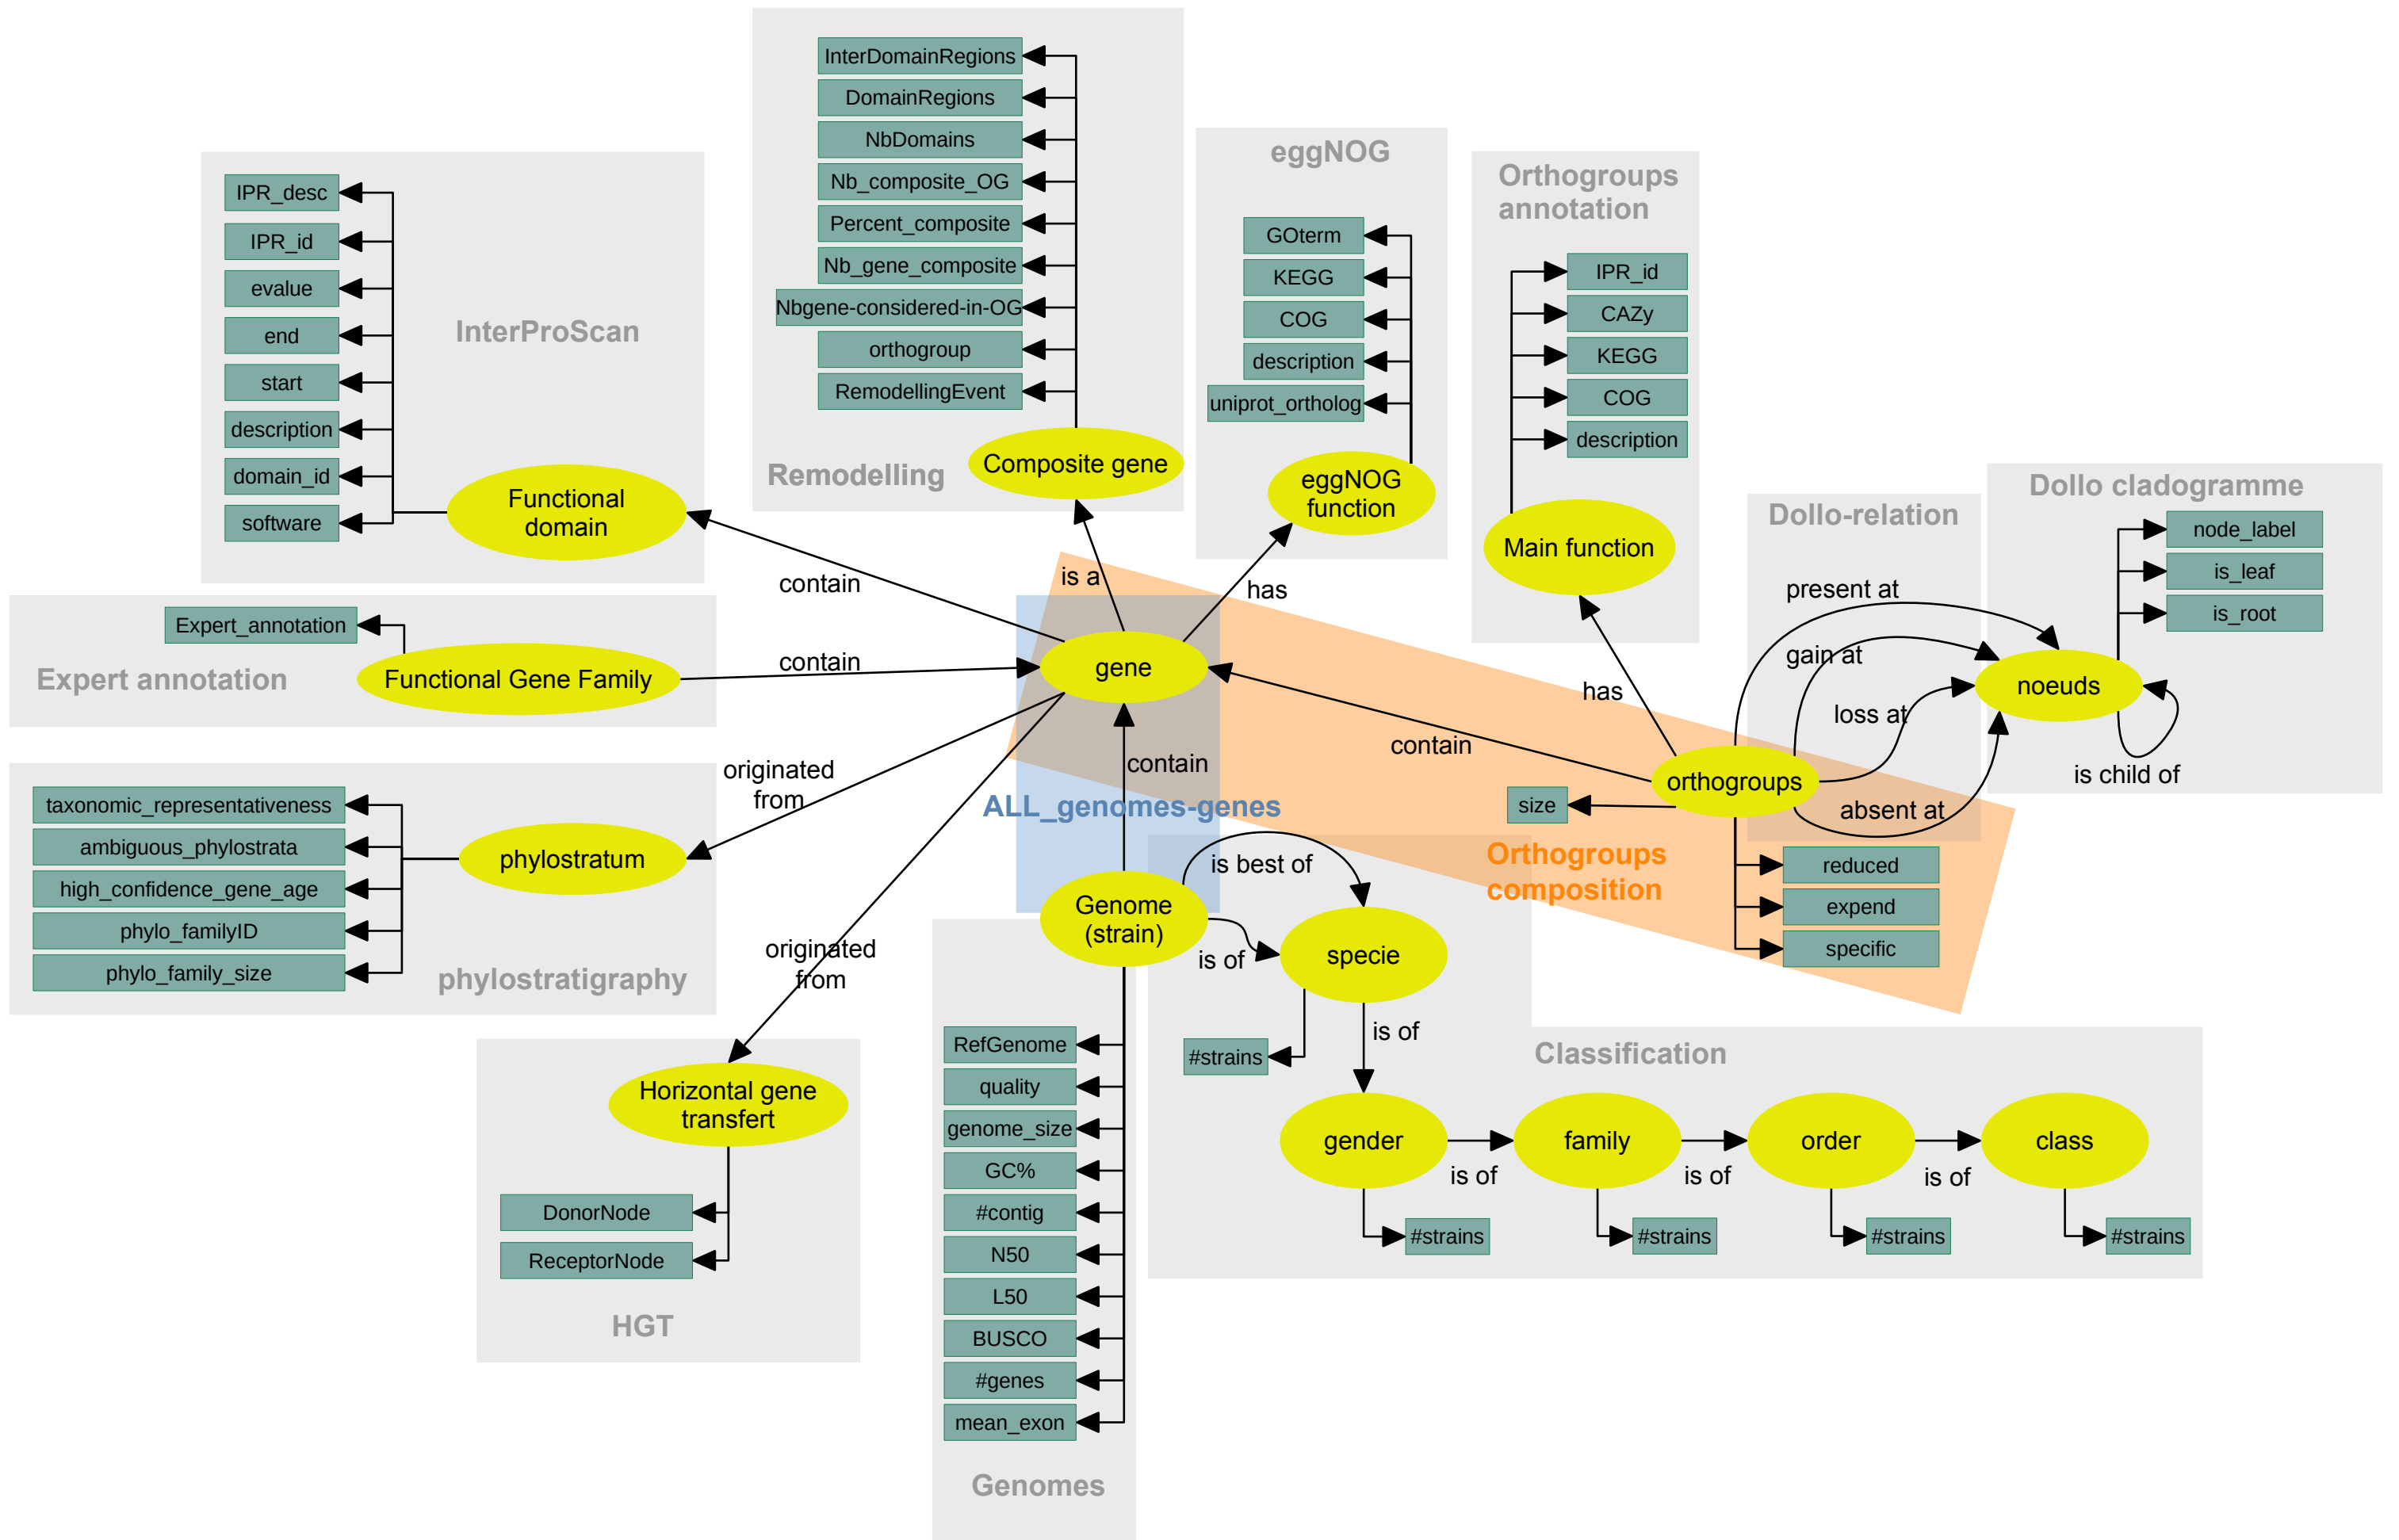 InterDomainRegions
DomainRegions
NbDomains
Nb_composite_OG
Percent_composite
Nb_gene_composite
Nbgene-considered-in-OG
orthogroup
RemodellingEvent
Remodelling
Composite gene
eggNOG
GOterm
KEGG
COG
description
uniprot_ortholog
eggNOG
function
Orthogroups
annotation
IPR_id
CAZy
KEGG
COG
description
Main function
IPR_desc
IPR_id
evalue
end
start
description
domain_id
software
InterProScan
Functional
domain
Dollo-relation
Dollo cladogramme
node_label
is_leaf
is_root
noeuds
is child of
present at
gain at
loss at
absent at
contain
is a
has
has
Expert_annotation
Expert annotation
Functional Gene Family
contain
gene
contain
orthogroups
size
reduced
expend
specific
Orthogroups
composition
originated
from
contain
ALL_genomes-genes
taxonomic_representativeness
ambiguous_phylostrata
high_confidence_gene_age
phylo_familyID
phylo_family_size
phylostratum
phylostratigraphy
originated
from
Genome
(strain)
is best of
is of
specie
#strains
is of
Classification
gender
is of
family
is of
order
is of
class
#strains
#strains
#strains
#strains
Horizontal gene
transfert
DonorNode
ReceptorNode
HGT
RefGenome
quality
genome_size
GC%
#contig
N50
L50
BUSCO
#genes
mean_exon
Genomes